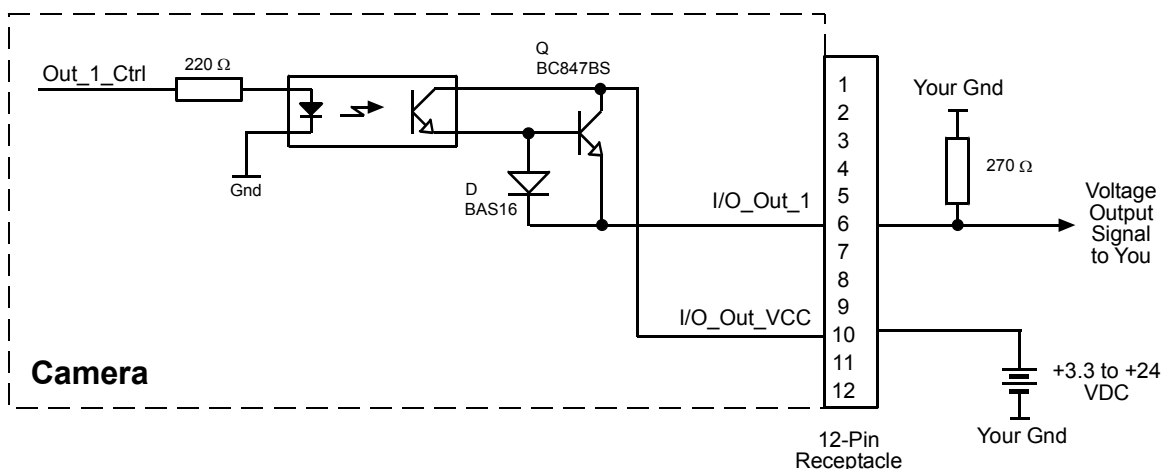 Q
BC847BS
Out_1_Ctrl
220 Ω
Gnd
D
BAS16
I/O_Out_1
I/O_Out_VCC
Camera
1
2
3
4
5
6
7
8
9
10
11
12
12-Pin
Receptacle
Your Gnd
270 Ω
Voltage
Output
Signal
to You
+3.3 to +24
VDC
Your Gnd